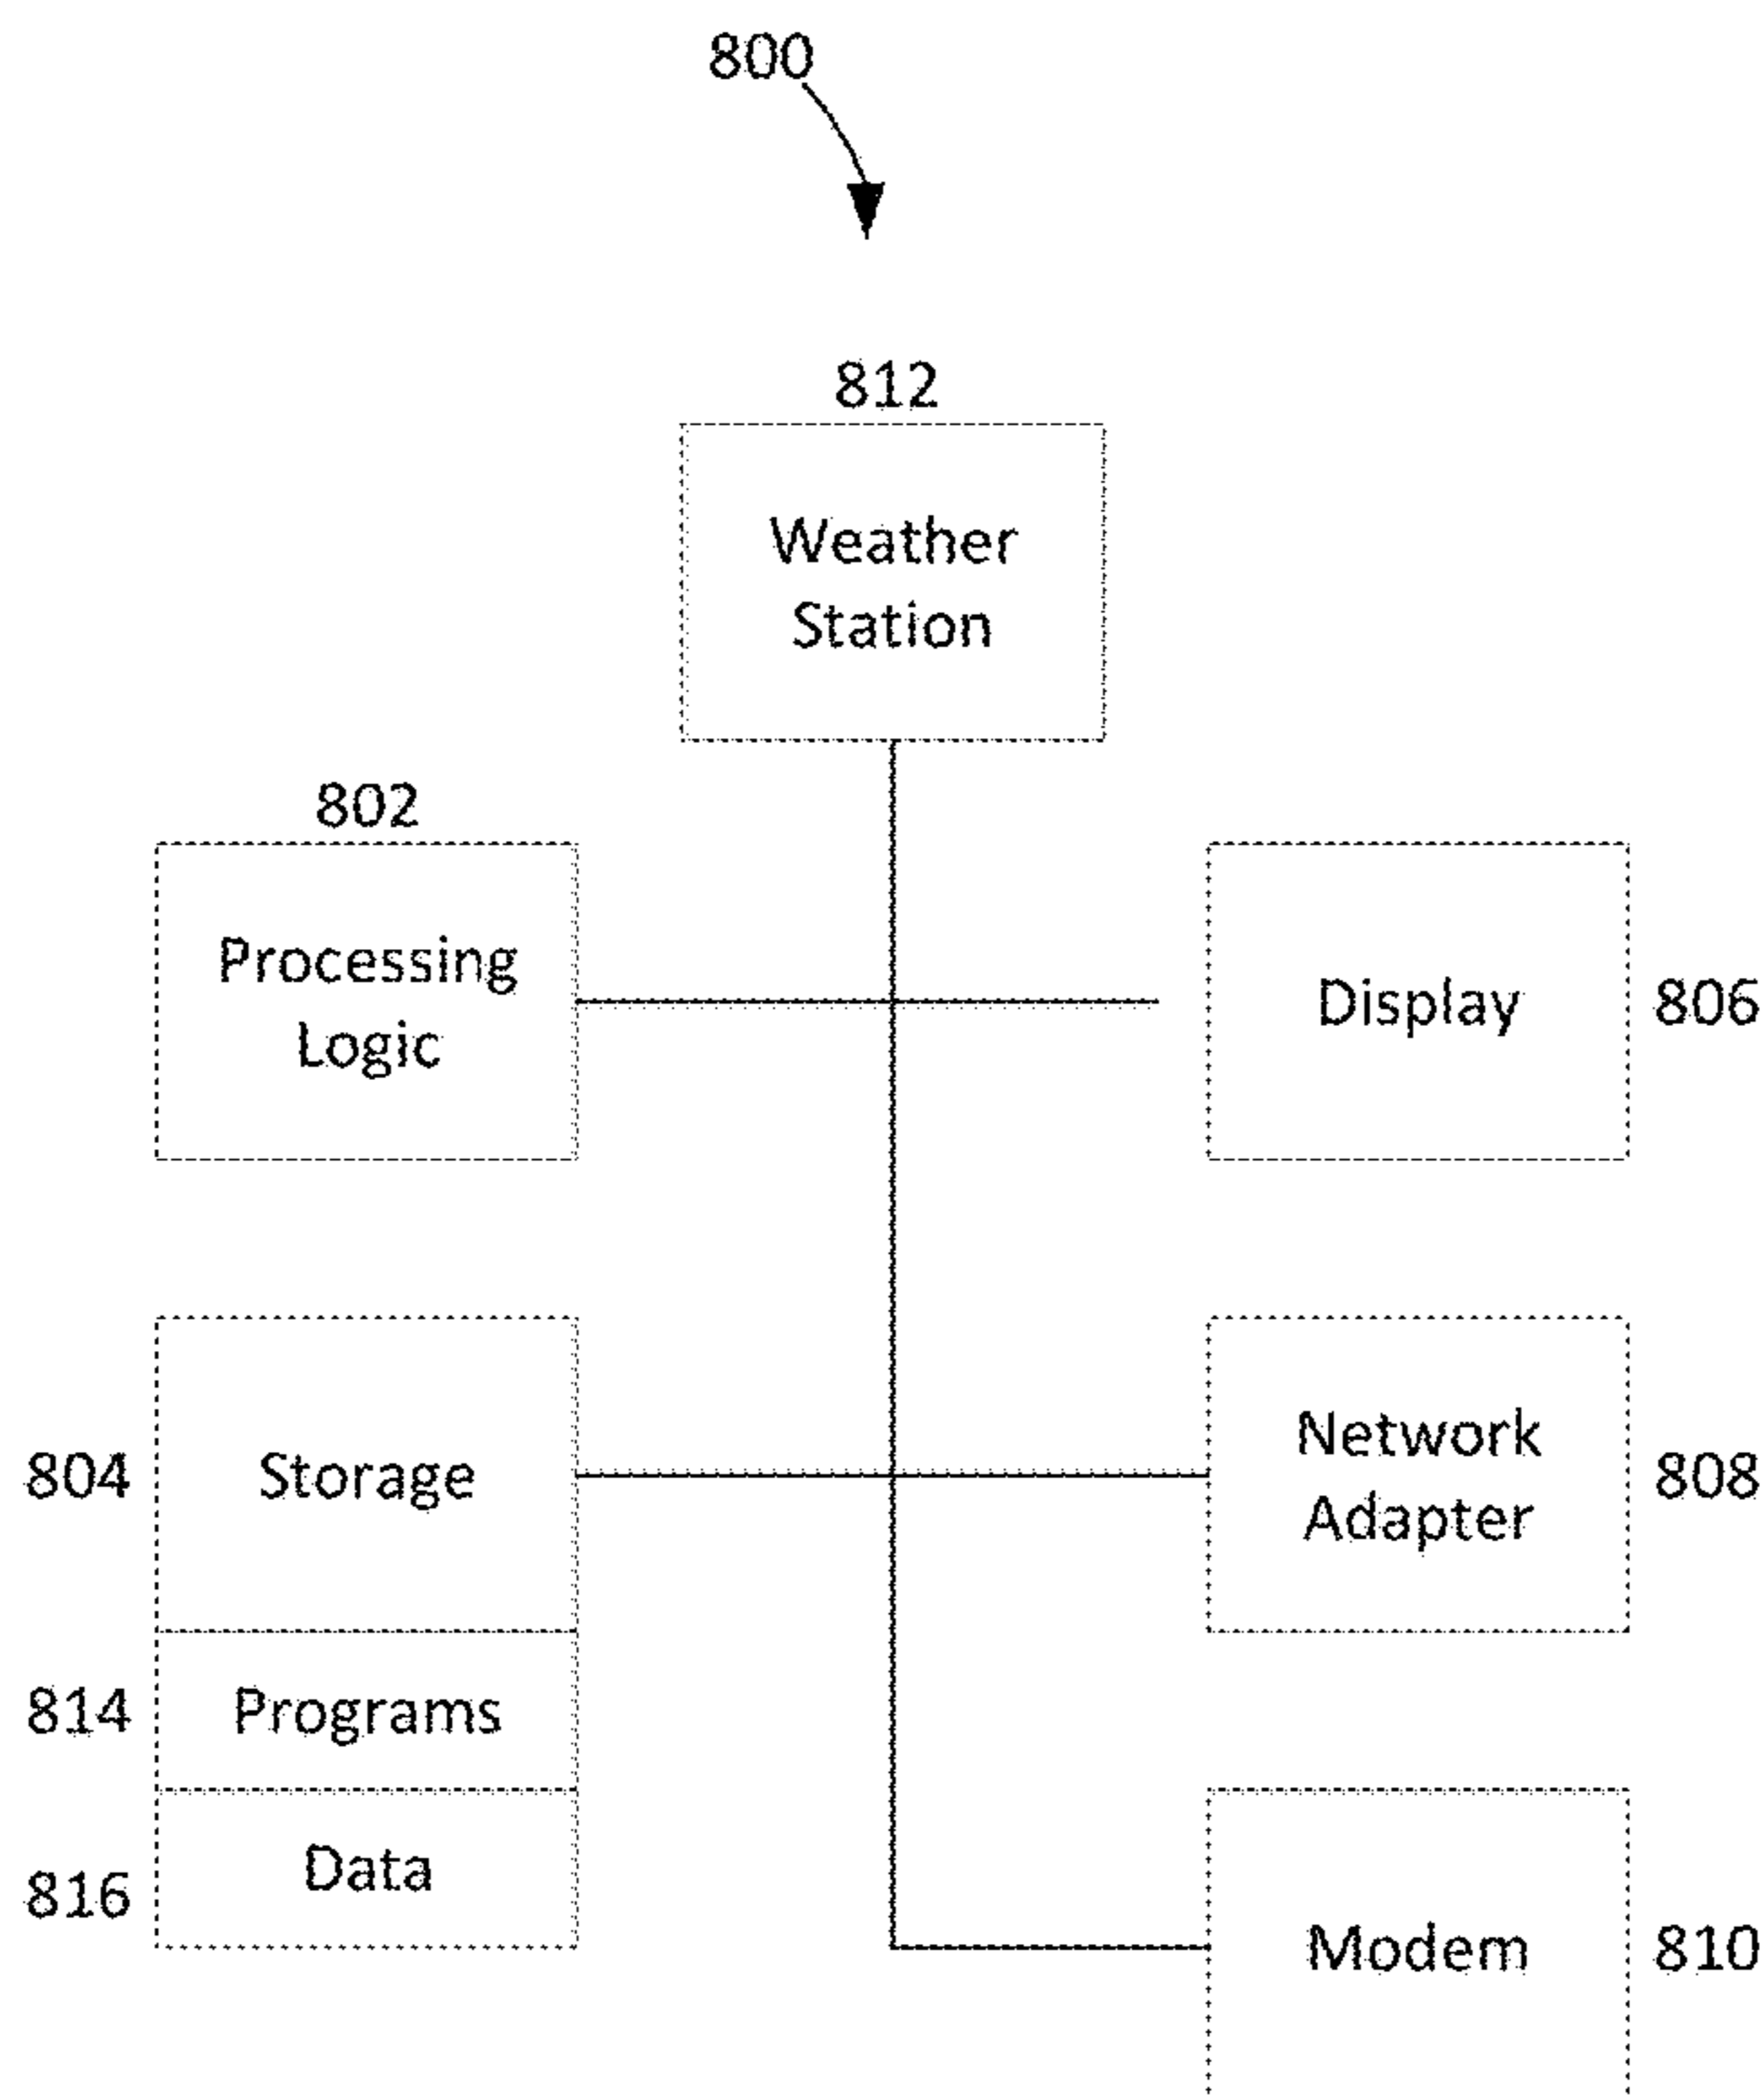 800
812
Weather
Station
802
Processing
Logic
Display
806
804
Storage
Network
Adapter
808
814
Programs
816
Data
Modem
810